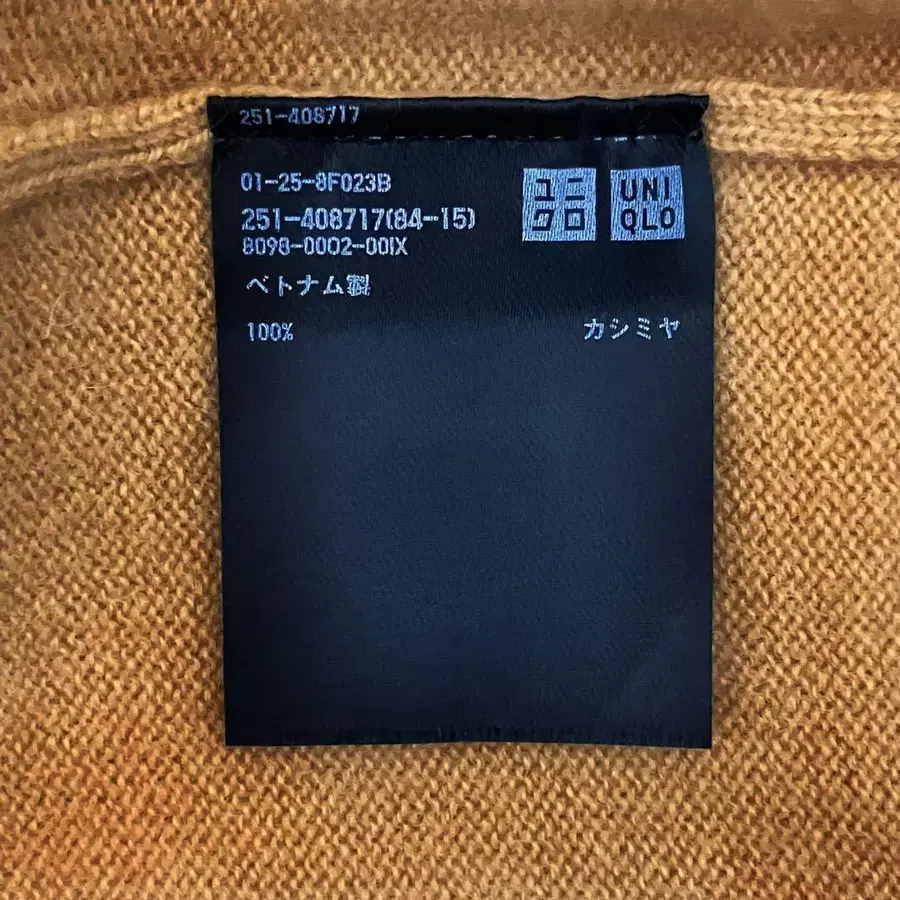 251-408717
01-25-8F023B
ユニクロ UNIQLO
251-408717(84-15)
8098-0002-00IX
ベトナム製
100% カシミヤ